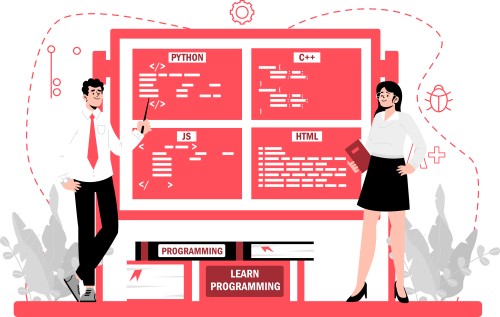 PYTHON
</>
</>
C++
JS
<
</>
</
>
HTML
PROGRAMMING
LEARN
PROGRAMMING